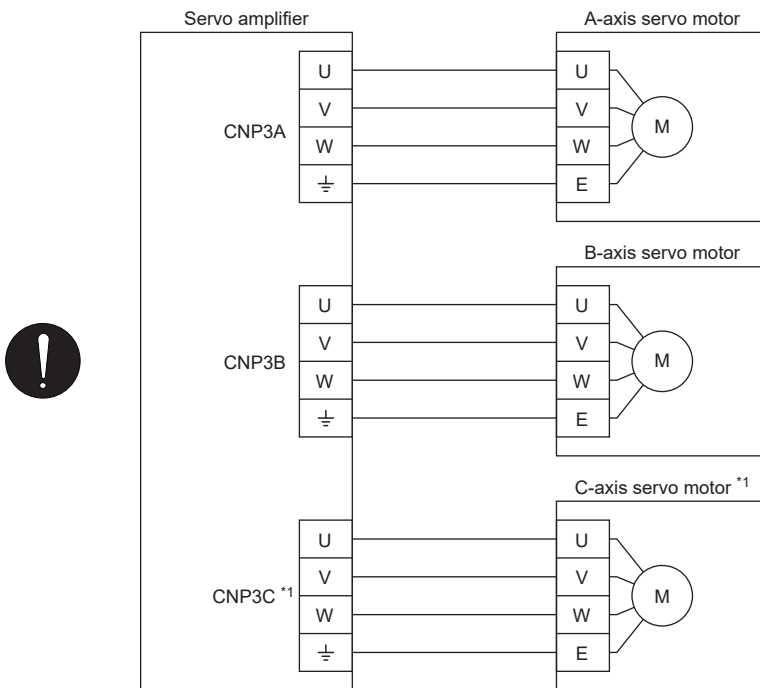 Servo amplifier
A-axis servo motor
U
U
V
V
CNP3A
M
W
W
E
B-axis servo motor
U
U
V
V
CNP3B
M
W
W
E
C-axis servo motor *1
U
U
V
V
CNP3C *1
M
W
W
E